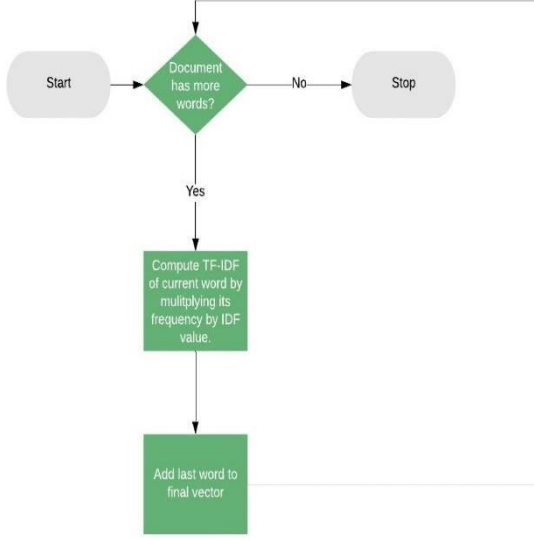 Start
Document
has more
words?
No
Stop
Yes
Compute TF-IDF
of current word by
mulitplying its
frequency by IDF
value.
Add last word to
final vector